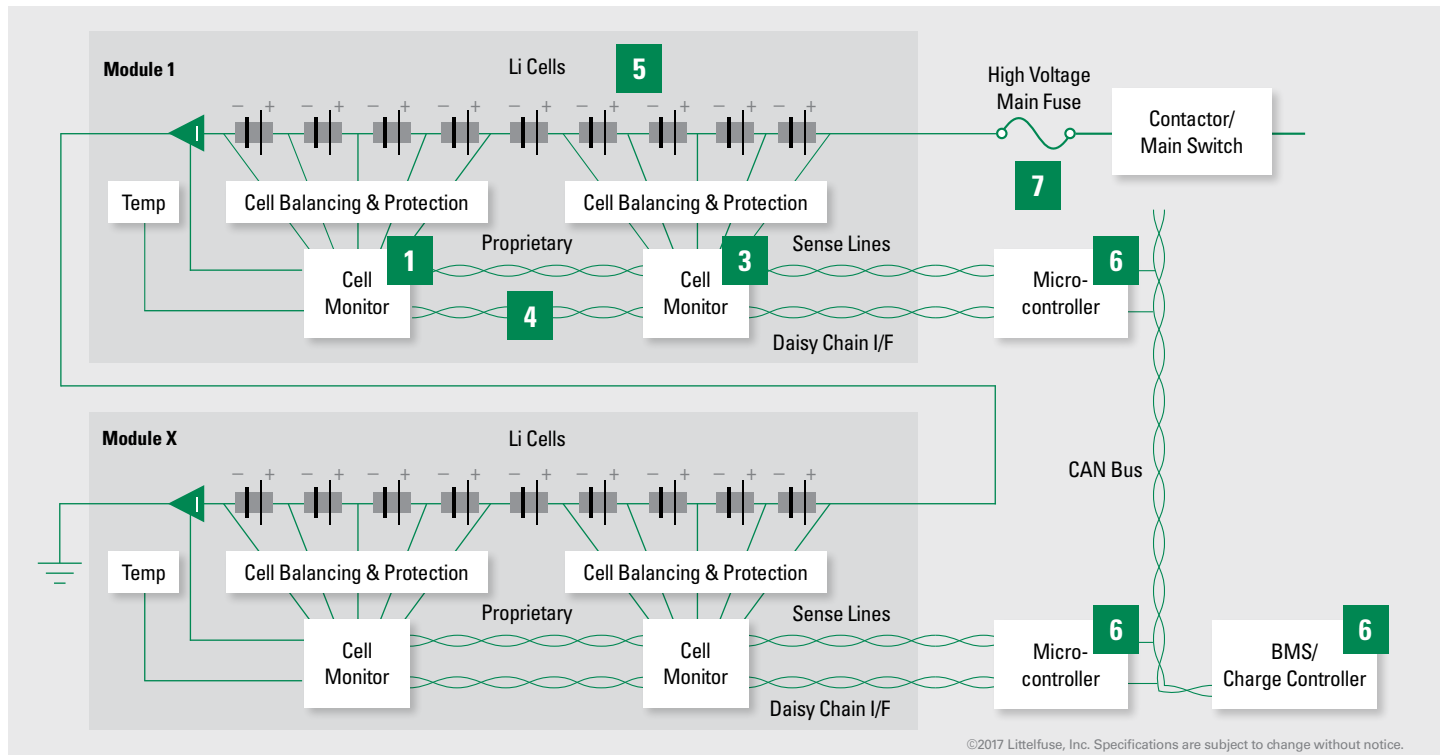 Module 1
Li Cells
5
High Voltage
Main Fuse
Contactor/
Main Switch
7
− + − + − + − + − + − + − + − + − +
Temp
Cell Balancing & Protection
Cell Balancing & Protection
1
Proprietary
3
Sense Lines
6
Cell
Monitor
Cell
Monitor
Micro-
controller
4
Daisy Chain I/F
Module X
Li Cells
− + − + − + − + − + − + − + − + − +
CAN Bus
Temp
Cell Balancing & Protection
Cell Balancing & Protection
Proprietary
Sense Lines
6
6
Cell
Monitor
Cell
Monitor
Micro-
controller
BMS/
Charge Controller
Daisy Chain I/F
©2017 Littelfuse, Inc. Specifications are subject to change without notice.